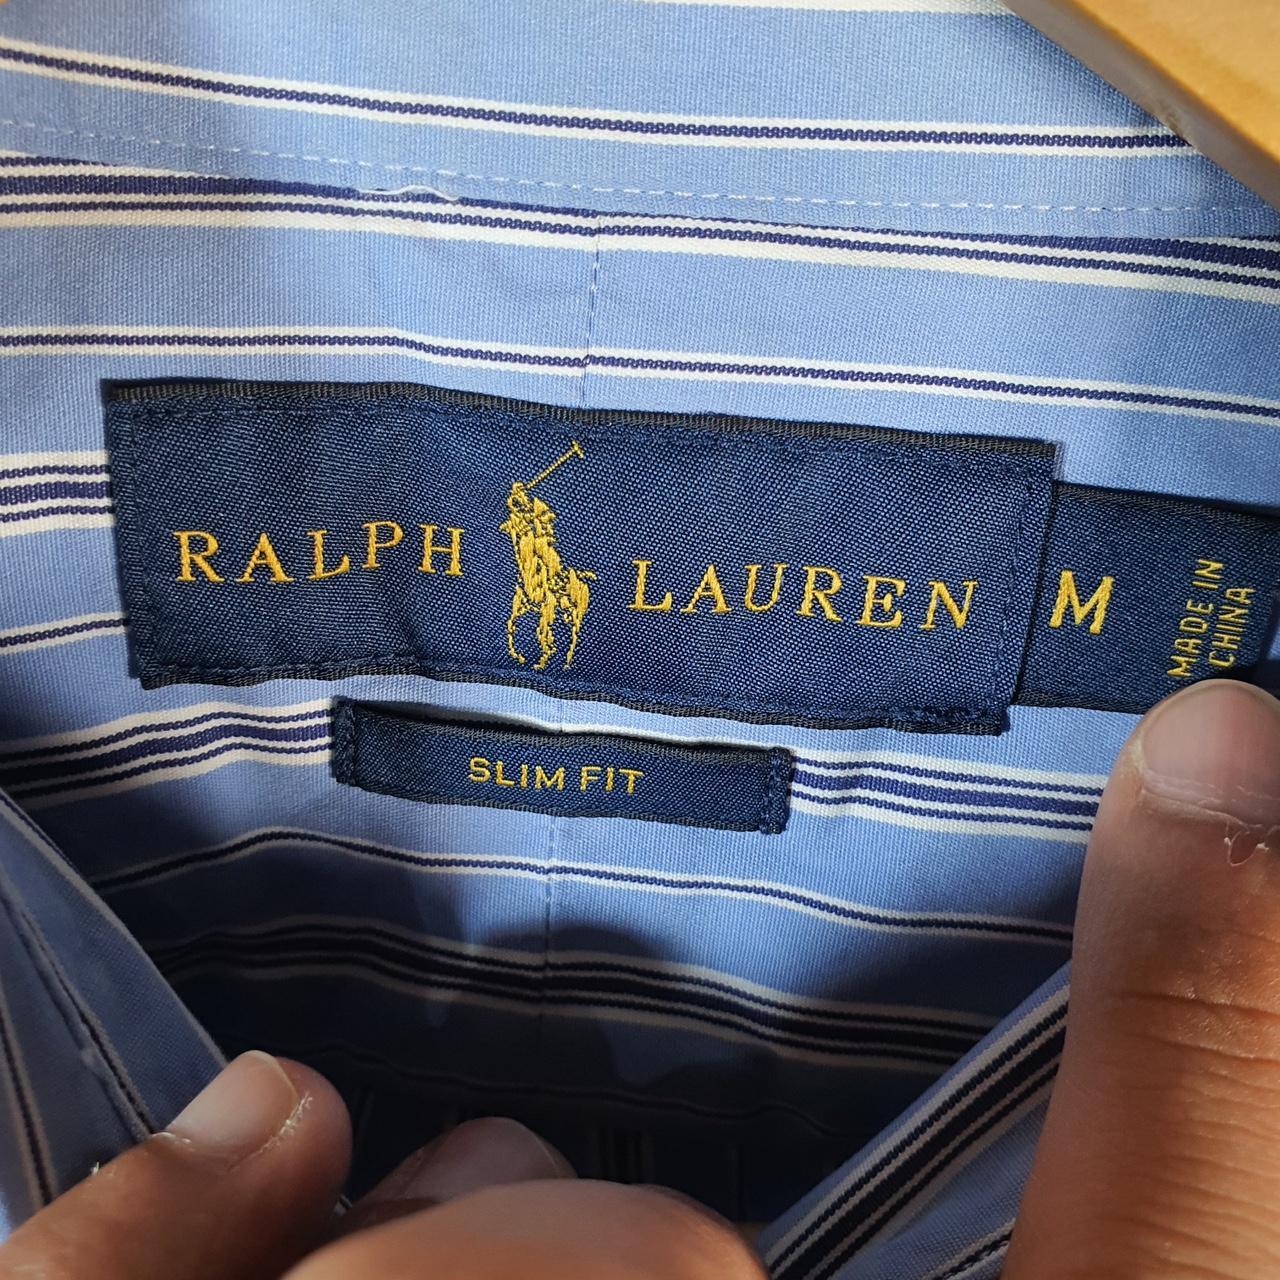 RALPH LAUREN
M
MADE IN
CHINA
SLIM FIT